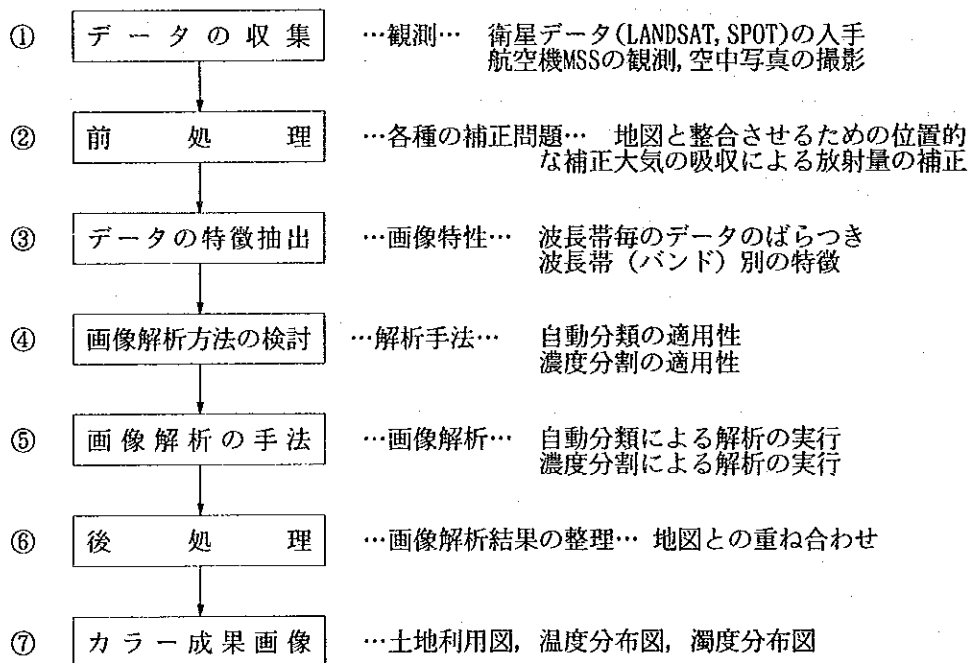 ① データの収集 …観測… 衛星データ(LANDSAT, SPOT)の入手
航空機MSSの観測, 空中写真の撮影
② 前処理 …各種の補正問題… 地図と整合させるための位置的
な補正大気の吸収による放射量の補正
③ データの特徴抽出 …画像特性… 波長帯毎のデータのばらつき
波長帯（バンド）別の特徴
④ 画像解析方法の検討 …解析手法… 自動分類の適用性
濃度分割の適用性
⑤ 画像解析の手法 …画像解析… 自動分類による解析の実行
濃度分割による解析の実行
⑥ 後処理 …画像解析結果の整理… 地図との重ね合わせ
⑦ カラー成果画像 …土地利用図, 温度分布図, 濁度分布図